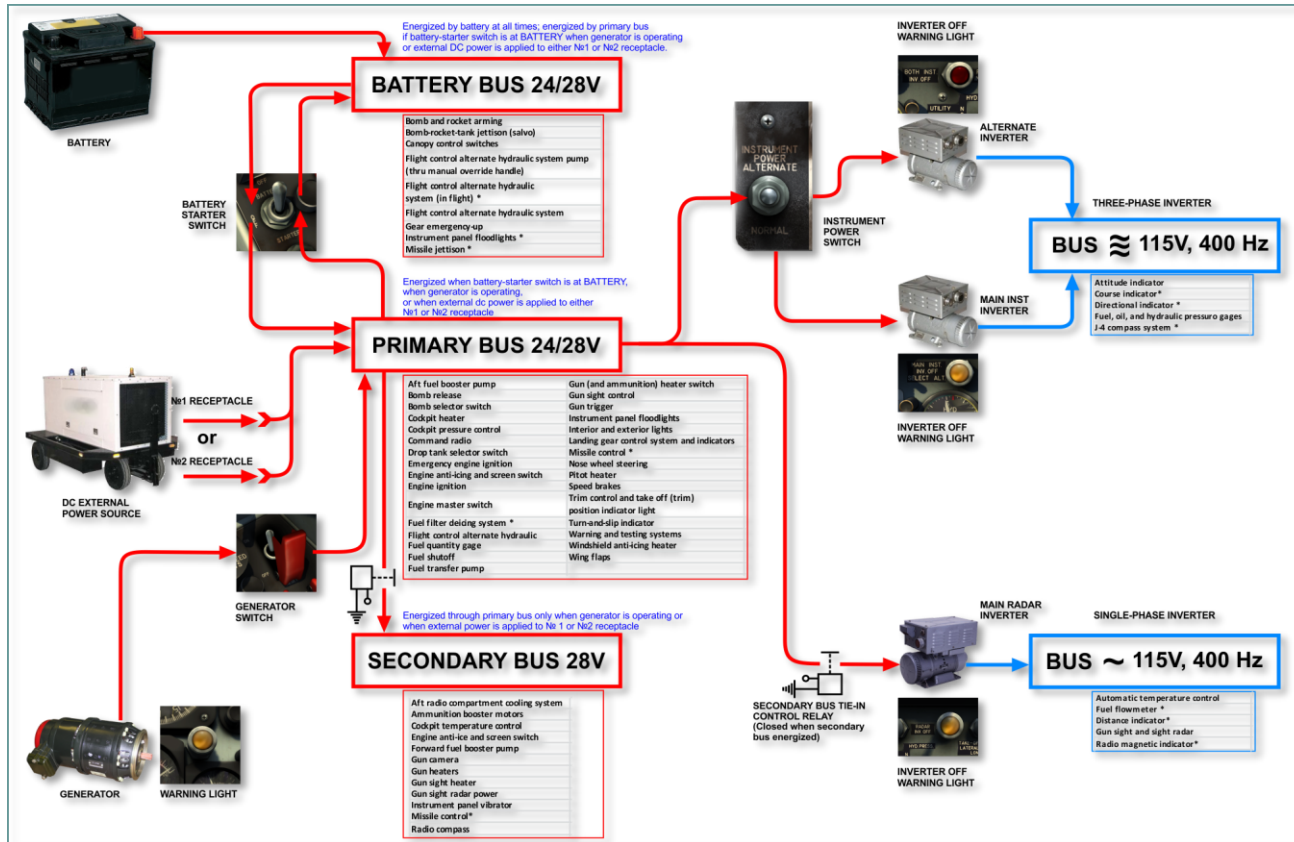 Energized by battery at all times; energized by primary bus
if battery-starter switch is at BATTERY when generator is operating
or external DC power is applied to either №1 or №2 receptacle.
BATTERY BUS 24/28V
BATTERY
Bomb and rocket arming
Bomb-rocket-tank jettison (salvo)
Canopy control switches
Flight control alternate hydraulic system pump
(thru manual override handle)
Flight control alternate hydraulic
system (in flight) *
Flight control alternate hydraulic system
Gear emergency-up
Instrument panel floodlights *
Missile jettison *
BATTERY
STARTER
SWITCH
STARTER
Energized when battery-starter switch is at BATTERY,
when generator is operating,
or when external dc power is applied to either
№1 or №2 receptacle
PRIMARY BUS 24/28V
Aft fuel booster pump
Bomb release
Bomb selector switch
Cockpit heater
Cockpit pressure control
Command radio
Drop tank selector switch
Emergency engine ignition
Engine anti-icing and screen switch
Engine ignition
Engine master switch
Fuel filter deicing system *
Flight control alternate hydraulic
Fuel quantity gage
Fuel shutoff
Fuel transfer pump
Gun (and ammunition) heater switch
Gun sight control
Gun trigger
Instrument panel floodlights
Interior and exterior lights
Landing gear control system and indicators
Missile control *
Nose wheel steering
Pitot heater
Speed brakes
Trim control and take off (trim)
position indicator light
Turn-and-slip indicator
Warning and testing systems
Windshield anti-icing heater
Wing flaps
№1 RECEPTACLE
or
№2 RECEPTACLE
DC EXTERNAL
POWER SOURCE
GENERATOR
SWITCH
GENERATOR
WARNING LIGHT
Energized through primary bus only when generator is operating or
when external power is applied to № 1 or №2 receptacle
SECONDARY BUS 28V
Aft radio compartment cooling system
Ammunition booster motors
Cockpit temperature control
Engine anti-ice and screen switch
Forward fuel booster pump
Gun camera
Gun heaters
Gun sight heater
Gun sight radar power
Instrument panel vibrator
Missile control*
Radio compass
INSTRUMENT
POWER
ALTERNATE
NORMAL
INSTRUMENT
POWER
SWITCH
INVERTER OFF
WARNING LIGHT
BOTH INST
INV OFF
UTILITY
N
HYD
ALTERNATE
INVERTER
THREE-PHASE INVERTER
BUS ≋ 115V, 400 Hz
Attitude indicator
Course indicator*
Directional indicator *
Fuel, oil, and hydraulic pressuro gages
J-4 compass system *
MAIN INST
INVERTER
MAIN INST
INV OFF
SELECT ALT
INVERTER OFF
WARNING LIGHT
SECONDARY BUS TIE-IN
CONTROL RELAY
(Closed when secondary
bus energized)
MAIN RADAR
INVERTER
SINGLE-PHASE INVERTER
BUS ~ 115V, 400 Hz
Automatic temperature control
Fuel flowmeter *
Distance indicator*
Gun sight and sight radar
Radio magnetic indicator*
RADAR
INV OFF
HYD PRESS
INVERTER OFF
WARNING LIGHT